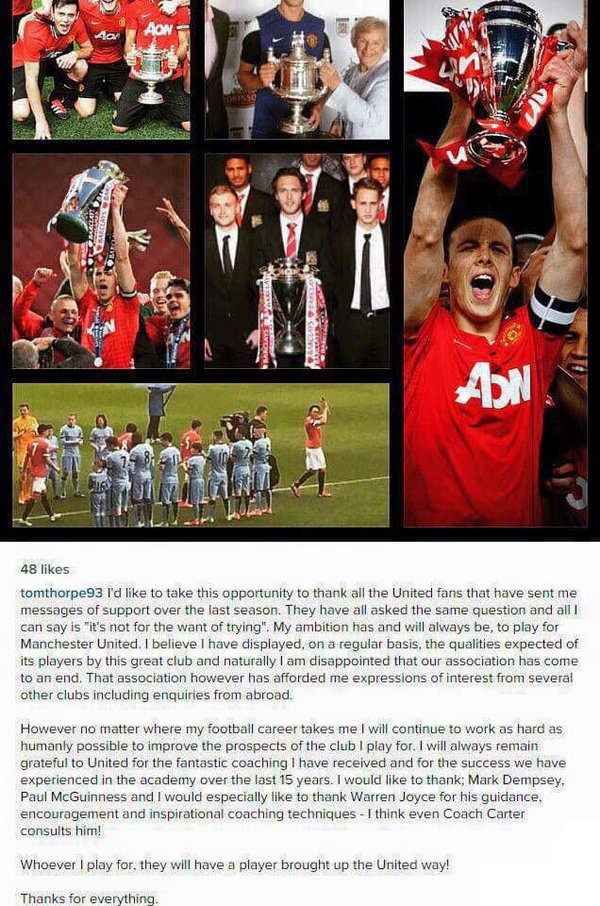 AON
AON
AON
AON
48 likes
tomthorpe93 I'd like to take this opportunity to thank all the United fans that have sent me
messages of support over the last season. They have all asked the same question and all I
can say is "it's not for the want of trying". My ambition has and will always be, to play for
Manchester United. I believe I have displayed, on a regular basis, the qualities expected of
its players by this great club and naturally I am disappointed that our association has come
to an end. That association however has afforded me expressions of interest from several
other clubs including enquiries from abroad.
However no matter where my football career takes me I will continue to work as hard as
humanly possible to improve the prospects of the club I play for. I will always remain
grateful to United for the fantastic coaching I have received and for the success we have
experienced in the academy over the last 15 years. I would like to thank; Mark Dempsey,
Paul McGuinness and I would especially like to thank Warren Joyce for his guidance,
encouragement and inspirational coaching techniques - I think even Coach Carter
consults him!
Whoever I play for, they will have a player brought up the United way!
Thanks for everything.